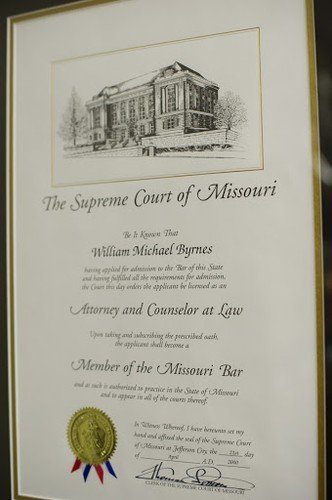 The Supreme Court of Missouri
Be It Known That
William Michael Byrnes
having applied for admission to the Bar of this State
and having fulfilled all the requirements for admission,
the Court this day orders the applicant be licensed as an
Attorney and Counselor at Law
Upon taking and subscribing the prescribed oath,
the applicant shall become a
Member of the Missouri Bar
and as such is authorized to practice in the State of Missouri
and to appear in all of the courts thereof.
In Witness Whereof, I have hereunto set my
hand and affixed the seal of the Supreme Court
of Missouri at Jefferson City, the 21st day
of April A.D. 2000
CLERK OF THE SUPREME COURT OF MISSOURI